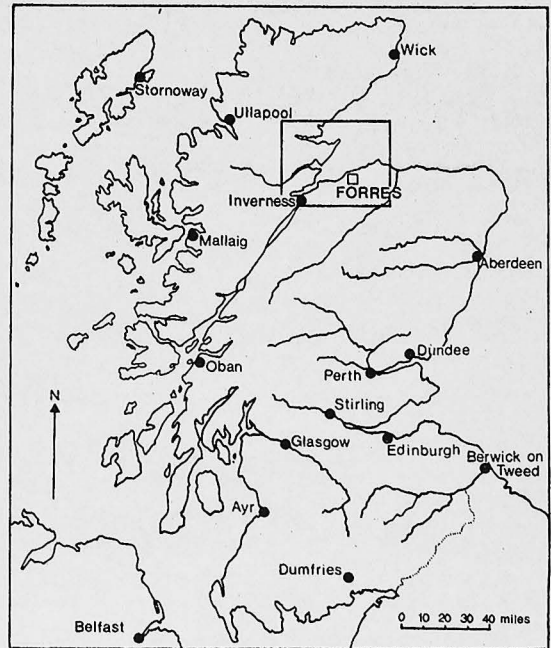 Wick
Stornoway
Ullapool
FORRES
Inverness
Mallaig
Aberdeen
Dundee
Oban
Perth
Stirling
N
Glasgow
Edinburgh
Berwick on
Tweed
Ayr
Dumfries
Belfast
0 10 20 30 40 miles